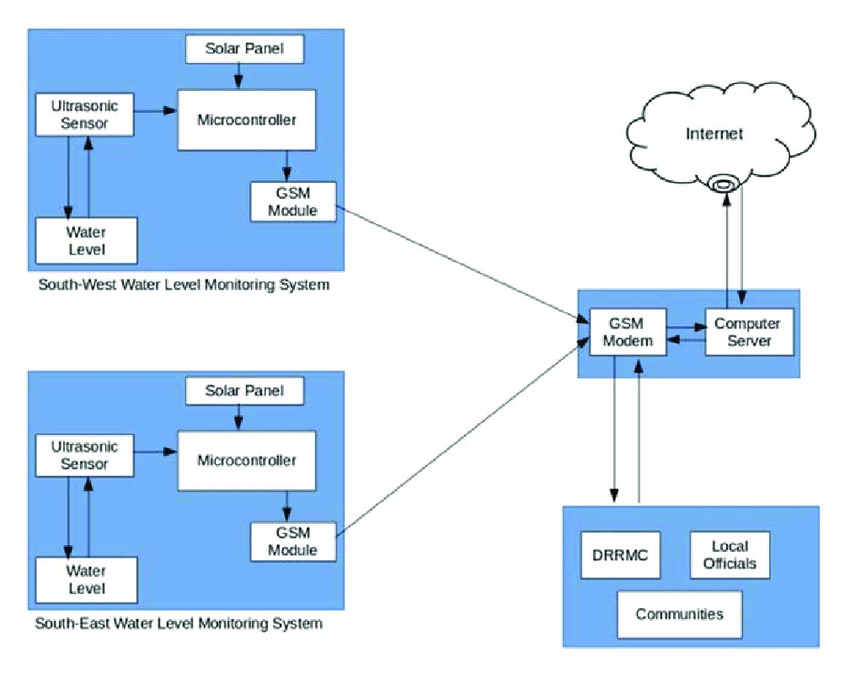 Solar Panel
Ultrasonic
Sensor
Microcontroller
GSM
Module
Water
Level
South-West Water Level Monitoring System
Internet
GSM
Modem
Computer
Server
Solar Panel
Ultrasonic
Sensor
Microcontroller
GSM
Module
Water
Level
South-East Water Level Monitoring System
DRRMC
Local
Officials
Communities